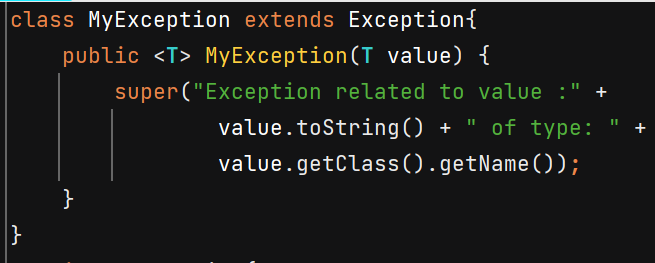 class MyException extends Exception{
    public <T> MyException(T value) {
        super("Exception related to value :" +
                value.toString() + " of type: " +
                value.getClass().getName());
    }
}